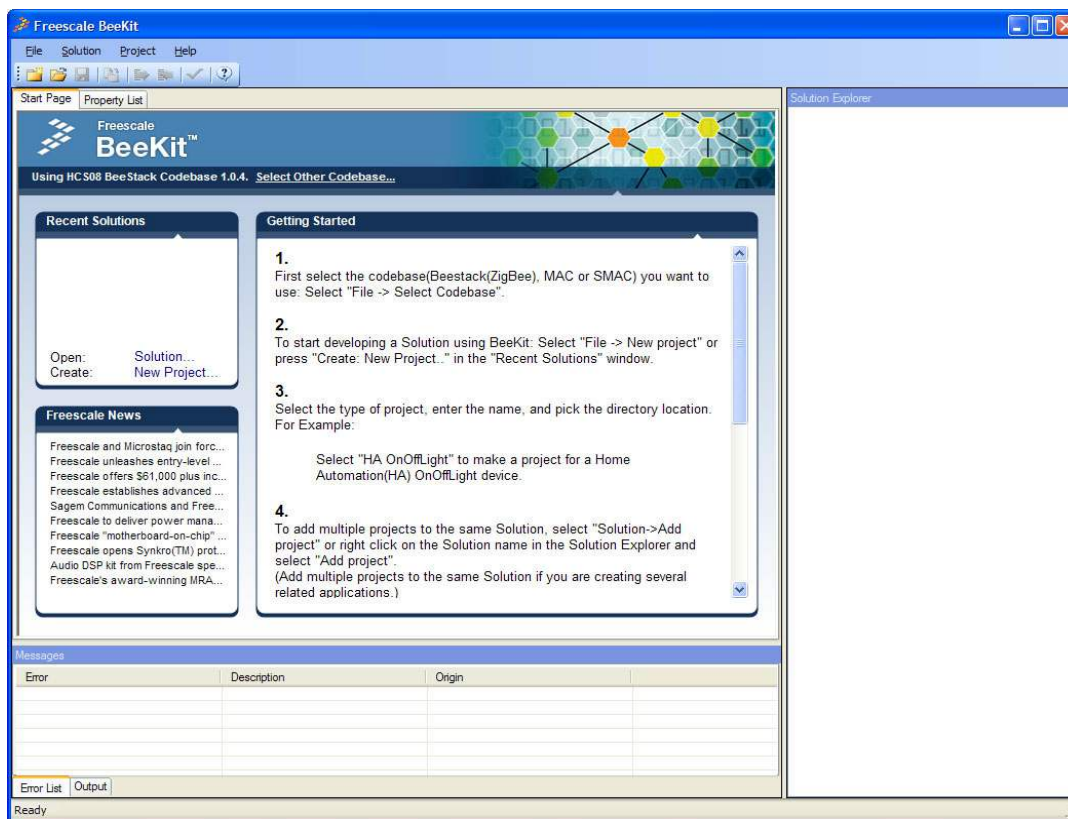 Freescale BeeKit
File Solution Project Help
Start Page Property List
Solution Explorer
Freescale
BeeKit™
Using HCS08 BeeStack Codebase 1.0.4. Select Other Codebase...
Recent Solutions
Open: Solution...
Create: New Project...
Freescale News
Freescale and Microstaq join forc...
Freescale unleashes entry-level ...
Freescale offers $61,000 plus inc...
Freescale establishes advanced ...
Sagem Communications and Free...
Freescale to deliver power mana...
Freescale "motherboard-on-chip" ...
Freescale opens Synkro(TM) prot...
Audio DSP kit from Freescale spe...
Freescale's award-winning MRA...
Getting Started
1.
First select the codebase(Beestack(ZigBee), MAC or SMAC) you want to
use: Select "File -> Select Codebase".
2.
To start developing a Solution using BeeKit: Select "File -> New project" or
press "Create: New Project.." in the "Recent Solutions" window.
3.
Select the type of project, enter the name, and pick the directory location.
For Example:
Select "HA OnOffLight" to make a project for a Home
Automation(HA) OnOffLight device.
4.
To add multiple projects to the same Solution, select "Solution->Add
project" or right click on the Solution name in the Solution Explorer and
select "Add project".
(Add multiple projects to the same Solution if you are creating several
related applications.)
Messages
Error Description Origin
Error List Output
Ready